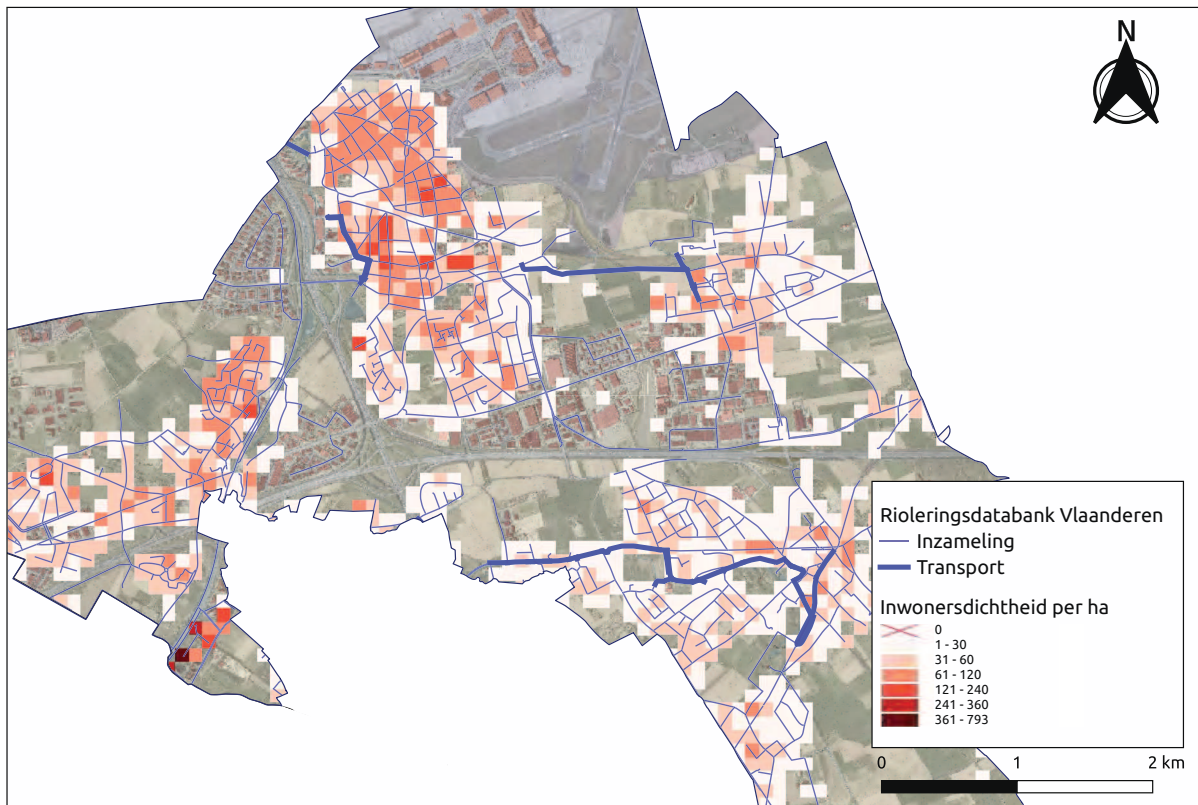 N
Rioleringsdatabank Vlaanderen
Inzameling
Transport
Inwonersdichtheid per ha
0
1 - 30
31 - 60
61 - 120
121 - 240
241 - 360
361 - 793
0 1 2 km